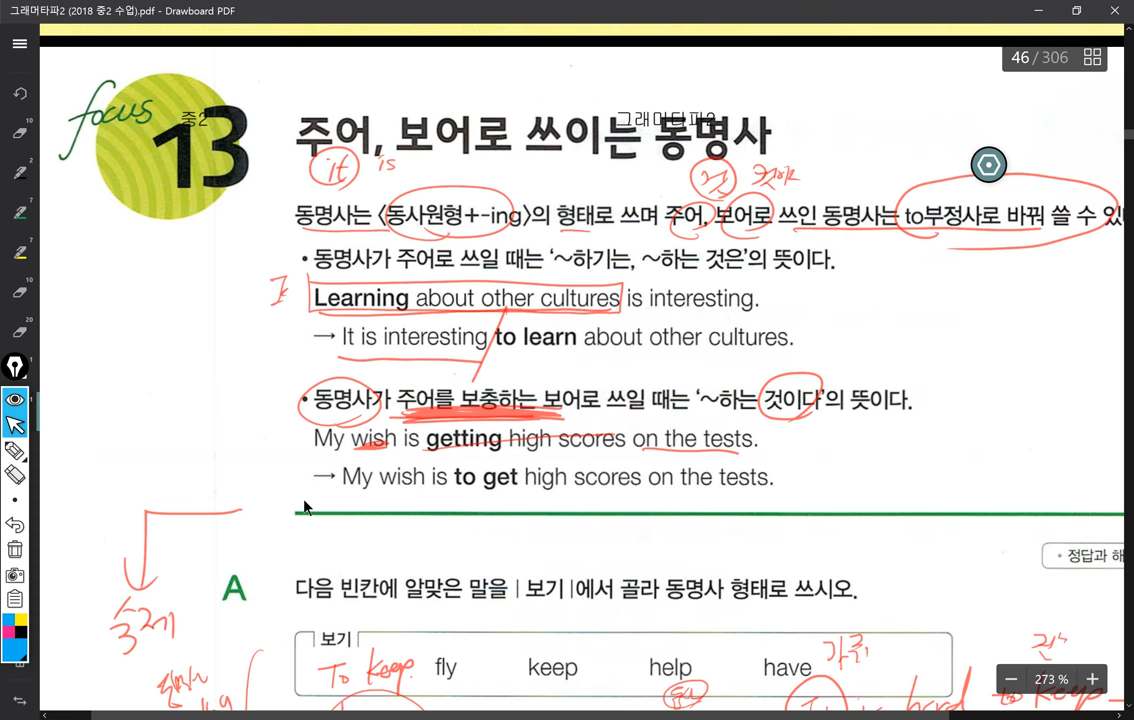 그래머타파2 (2018 중2 수업).pdf - Drawboard PDF
46 / 306
focus
13
중2
그래머타파2
주어, 보어로 쓰이는 동명사
it is
것
동명사는 〈동사원형+-ing〉의 형태로 쓰며 주어, 보어로 쓰인 동명사는 to부정사로 바꿔 쓸 수 있
• 동명사가 주어로 쓰일 때는 ‘~하기는, ~하는 것은’의 뜻이다.
Learning about other cultures is interesting.
→ It is interesting to learn about other cultures.
• 동명사가 주어를 보충하는 보어로 쓰일 때는 ‘~하는 것이다’의 뜻이다.
My wish is getting high scores on the tests.
→ My wish is to get high scores on the tests.
• 정답과 해
A
다음 빈칸에 알맞은 말을 |보기|에서 골라 동명사 형태로 쓰시오.
숙제
보기
To keep fly keep help have
273 %
10
2
7
7
10
20
1
1